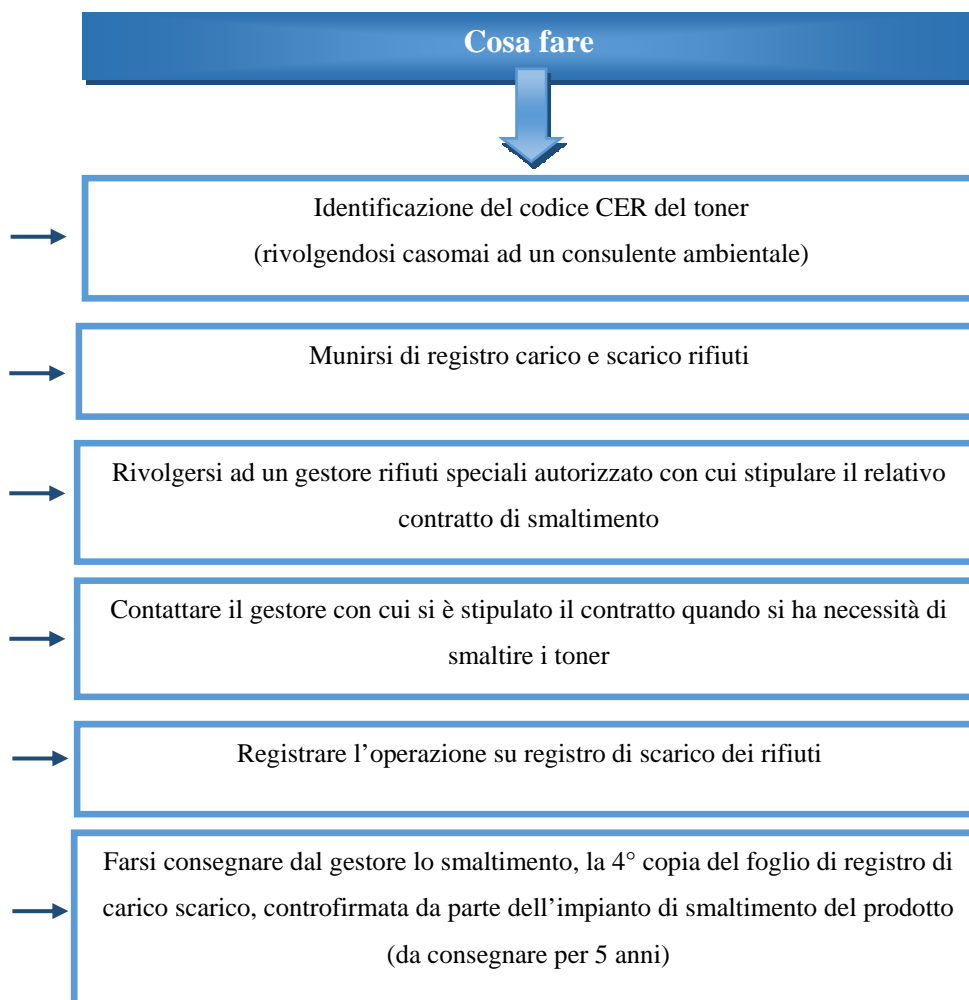 Cosa fare
Identificazione del codice CER del toner
(rivolgendosi casomai ad un consulente ambientale)
Munirsi di registro carico e scarico rifiuti
Rivolgersi ad un gestore rifiuti speciali autorizzato con cui stipulare il relativo
contratto di smaltimento
Contattare il gestore con cui si è stipulato il contratto quando si ha necessità di
smaltire i toner
Registrare l’operazione su registro di scarico dei rifiuti
Farsi consegnare dal gestore lo smaltimento, la 4° copia del foglio di registro di
carico scarico, controfirmata da parte dell’impianto di smaltimento del prodotto
(da consegnare per 5 anni)